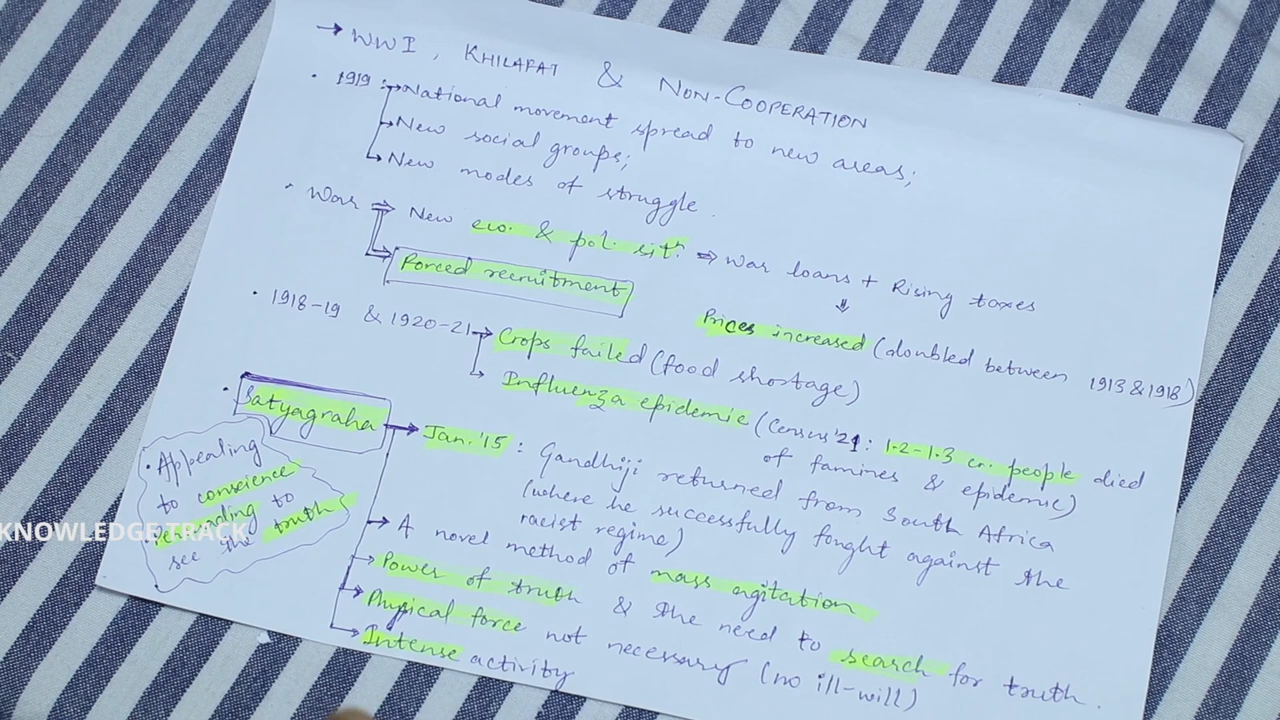 → WWI, KHILAFAT & NON-COOPERATION
· 1919 :→ National movement spread to new areas;
→ New social groups;
→ New modes of struggle.
· War ⇒ New eco. & pol. sitⁿ. ⇒ War loans + Rising taxes
⇓
⇒ Forced recruitment
Prices increased (doubled between 1913 & 1918)
· 1918-19 & 1920-21 → Crops failed (food shortage)
→ Influenza epidemic (Census'21: 1.2-1.3 cr. people died
of famines & epidemic)
· Satyagraha → Jan.'15 : Gandhiji returned from South Africa
(where he successfully fought against the
racist regime)
→ A novel method of mass agitation
→ Power of truth & the need to search for truth.
→ Physical force not necessary (no ill-will)
→ Intense activity
· Appealing
to conscience
persuading to
see the truth
KNOWLEDGE TRACK